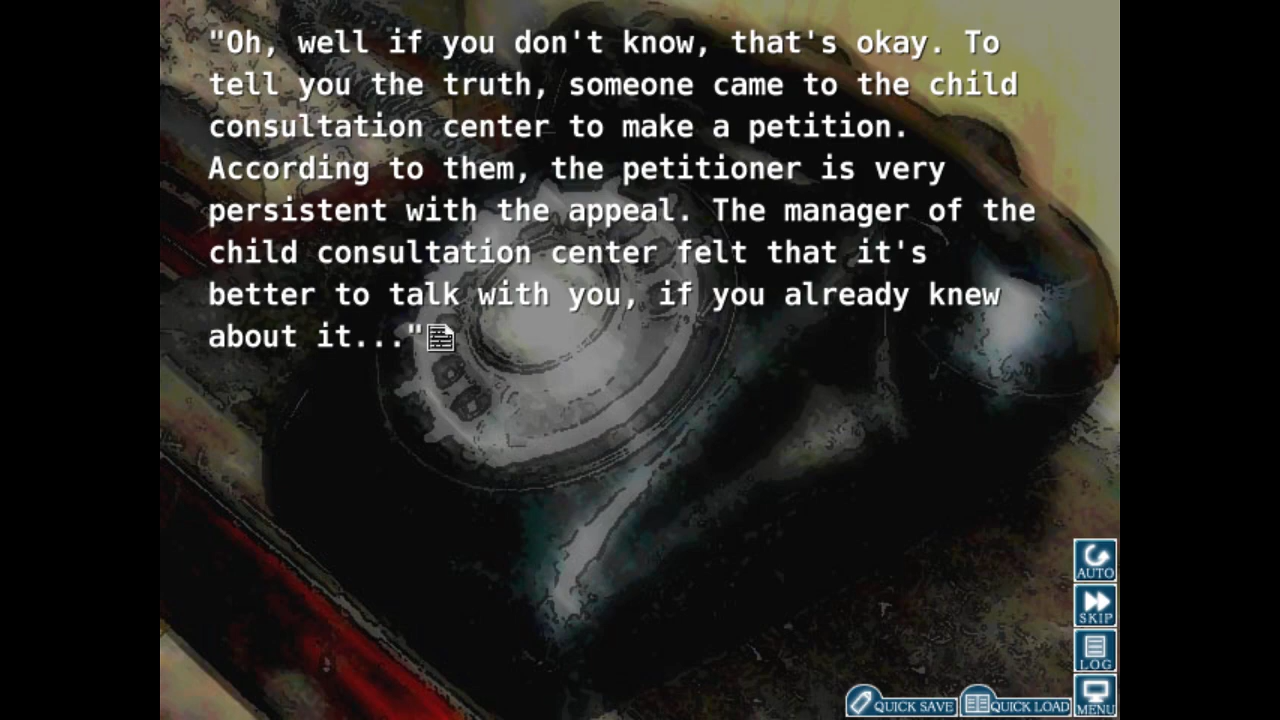 "Oh, well if you don't know, that's okay. To
tell you the truth, someone came to the child
consultation center to make a petition.
According to them, the petitioner is very
persistent with the appeal. The manager of the
child consultation center felt that it's
better to talk with you, if you already knew
about it..."
AUTO
SKIP
LOG
MENU
QUICK SAVE
QUICK LOAD